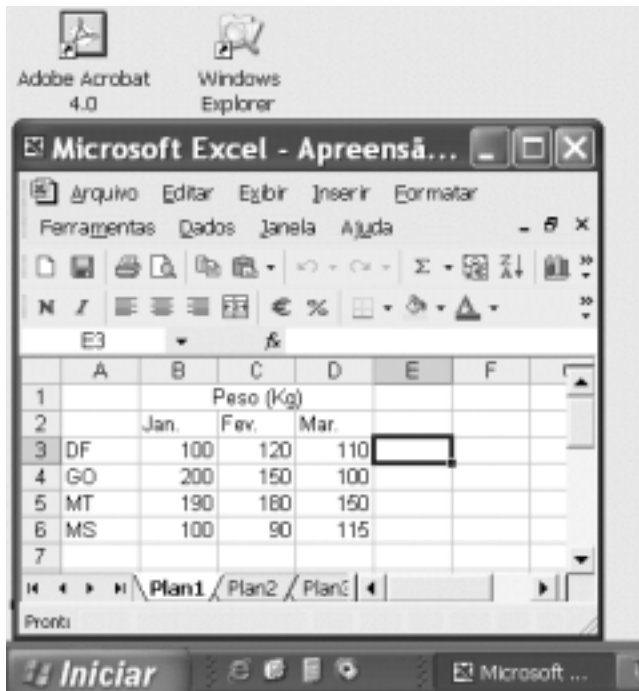 Adobe Acrobat
4.0
Windows
Explorer
Microsoft Excel - Apreensã...
Arquivo Editar Exibir Inserir Formatar
Ferramentas Dados Janela Ajuda
N I € %
E3 fx
A B C D E F
1 Peso (Kg)
2 Jan. Fev. Mar.
3 DF 100 120 110
4 GO 200 150 100
5 MT 190 180 150
6 MS 100 90 115
7
Plan1 Plan2 Plan3
Pronto
Iniciar Microsoft ...